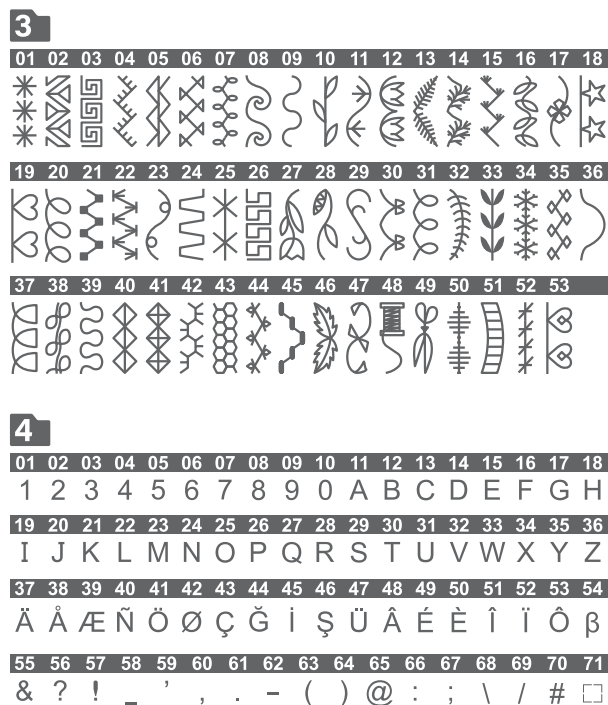 3
01 02 03 04 05 06 07 08 09 10 11 12 13 14 15 16 17 18
19 20 21 22 23 24 25 26 27 28 29 30 31 32 33 34 35 36
37 38 39 40 41 42 43 44 45 46 47 48 49 50 51 52 53
4
01 02 03 04 05 06 07 08 09 10 11 12 13 14 15 16 17 18
1 2 3 4 5 6 7 8 9 0 A B C D E F G H
19 20 21 22 23 24 25 26 27 28 29 30 31 32 33 34 35 36
I J K L M N O P Q R S T U V W X Y Z
37 38 39 40 41 42 43 44 45 46 47 48 49 50 51 52 53 54
Ä Å Æ Ñ Ö Ø Ç Ğ İ Ş Ü Â É È Î Ï Ô β
55 56 57 58 59 60 61 62 63 64 65 66 67 68 69 70 71
& ? ! _ ’ , . – ( ) @ : ; \ / #